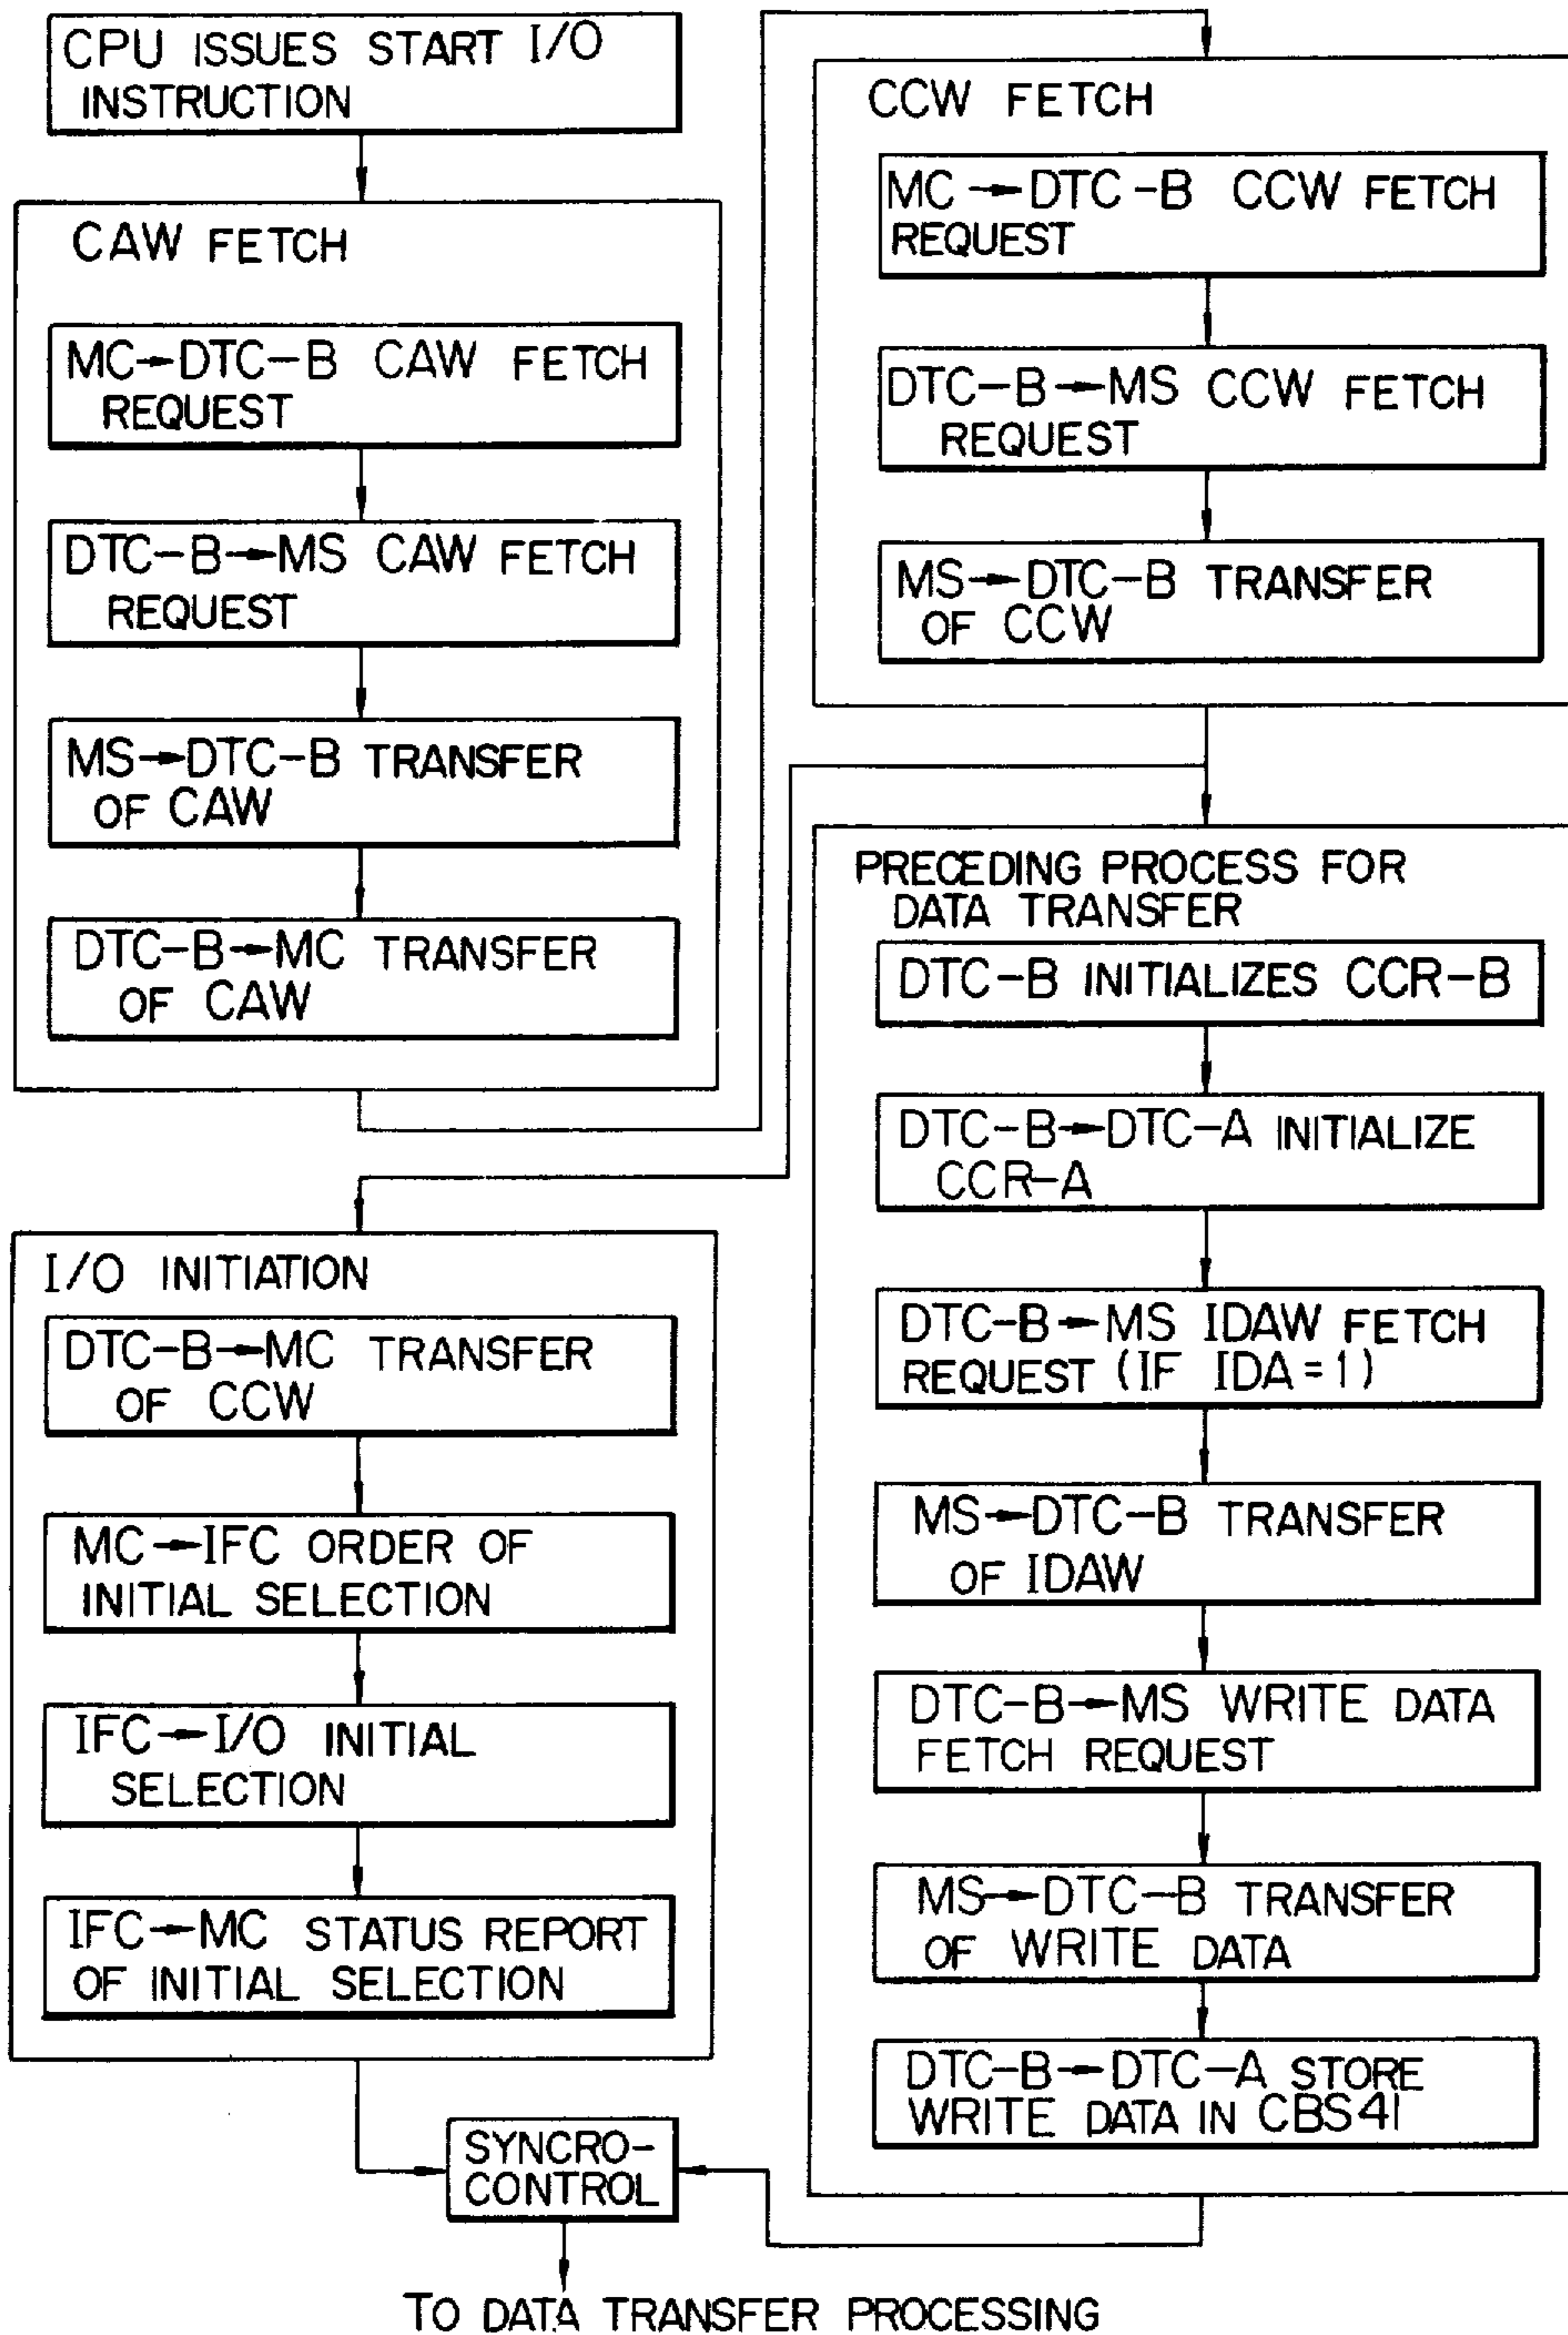 CPU ISSUES START I/O
INSTRUCTION
CAW FETCH
MC→DTC-B CAW FETCH
REQUEST
DTC-B→MS CAW FETCH
REQUEST
MS→DTC-B TRANSFER
OF CAW
DTC-B→MC TRANSFER
OF CAW
CCW FETCH
MC→DTC-B CCW FETCH
REQUEST
DTC-B→MS CCW FETCH
REQUEST
MS→DTC-B TRANSFER
OF CCW
I/O INITIATION
DTC-B→MC TRANSFER
OF CCW
MC→IFC ORDER OF
INITIAL SELECTION
IFC→I/O INITIAL
SELECTION
IFC→MC STATUS REPORT
OF INITIAL SELECTION
PRECEDING PROCESS FOR
DATA TRANSFER
DTC-B INITIALIZES CCR-B
DTC-B→DTC-A INITIALIZE
CCR-A
DTC-B→MS IDAW FETCH
REQUEST (IF IDA=1)
MS→DTC-B TRANSFER
OF IDAW
DTC-B→MS WRITE DATA
FETCH REQUEST
MS→DTC-B TRANSFER
OF WRITE DATA
DTC-B→DTC-A STORE
WRITE DATA IN CBS41
SYNCRO-
CONTROL
TO DATA TRANSFER PROCESSING